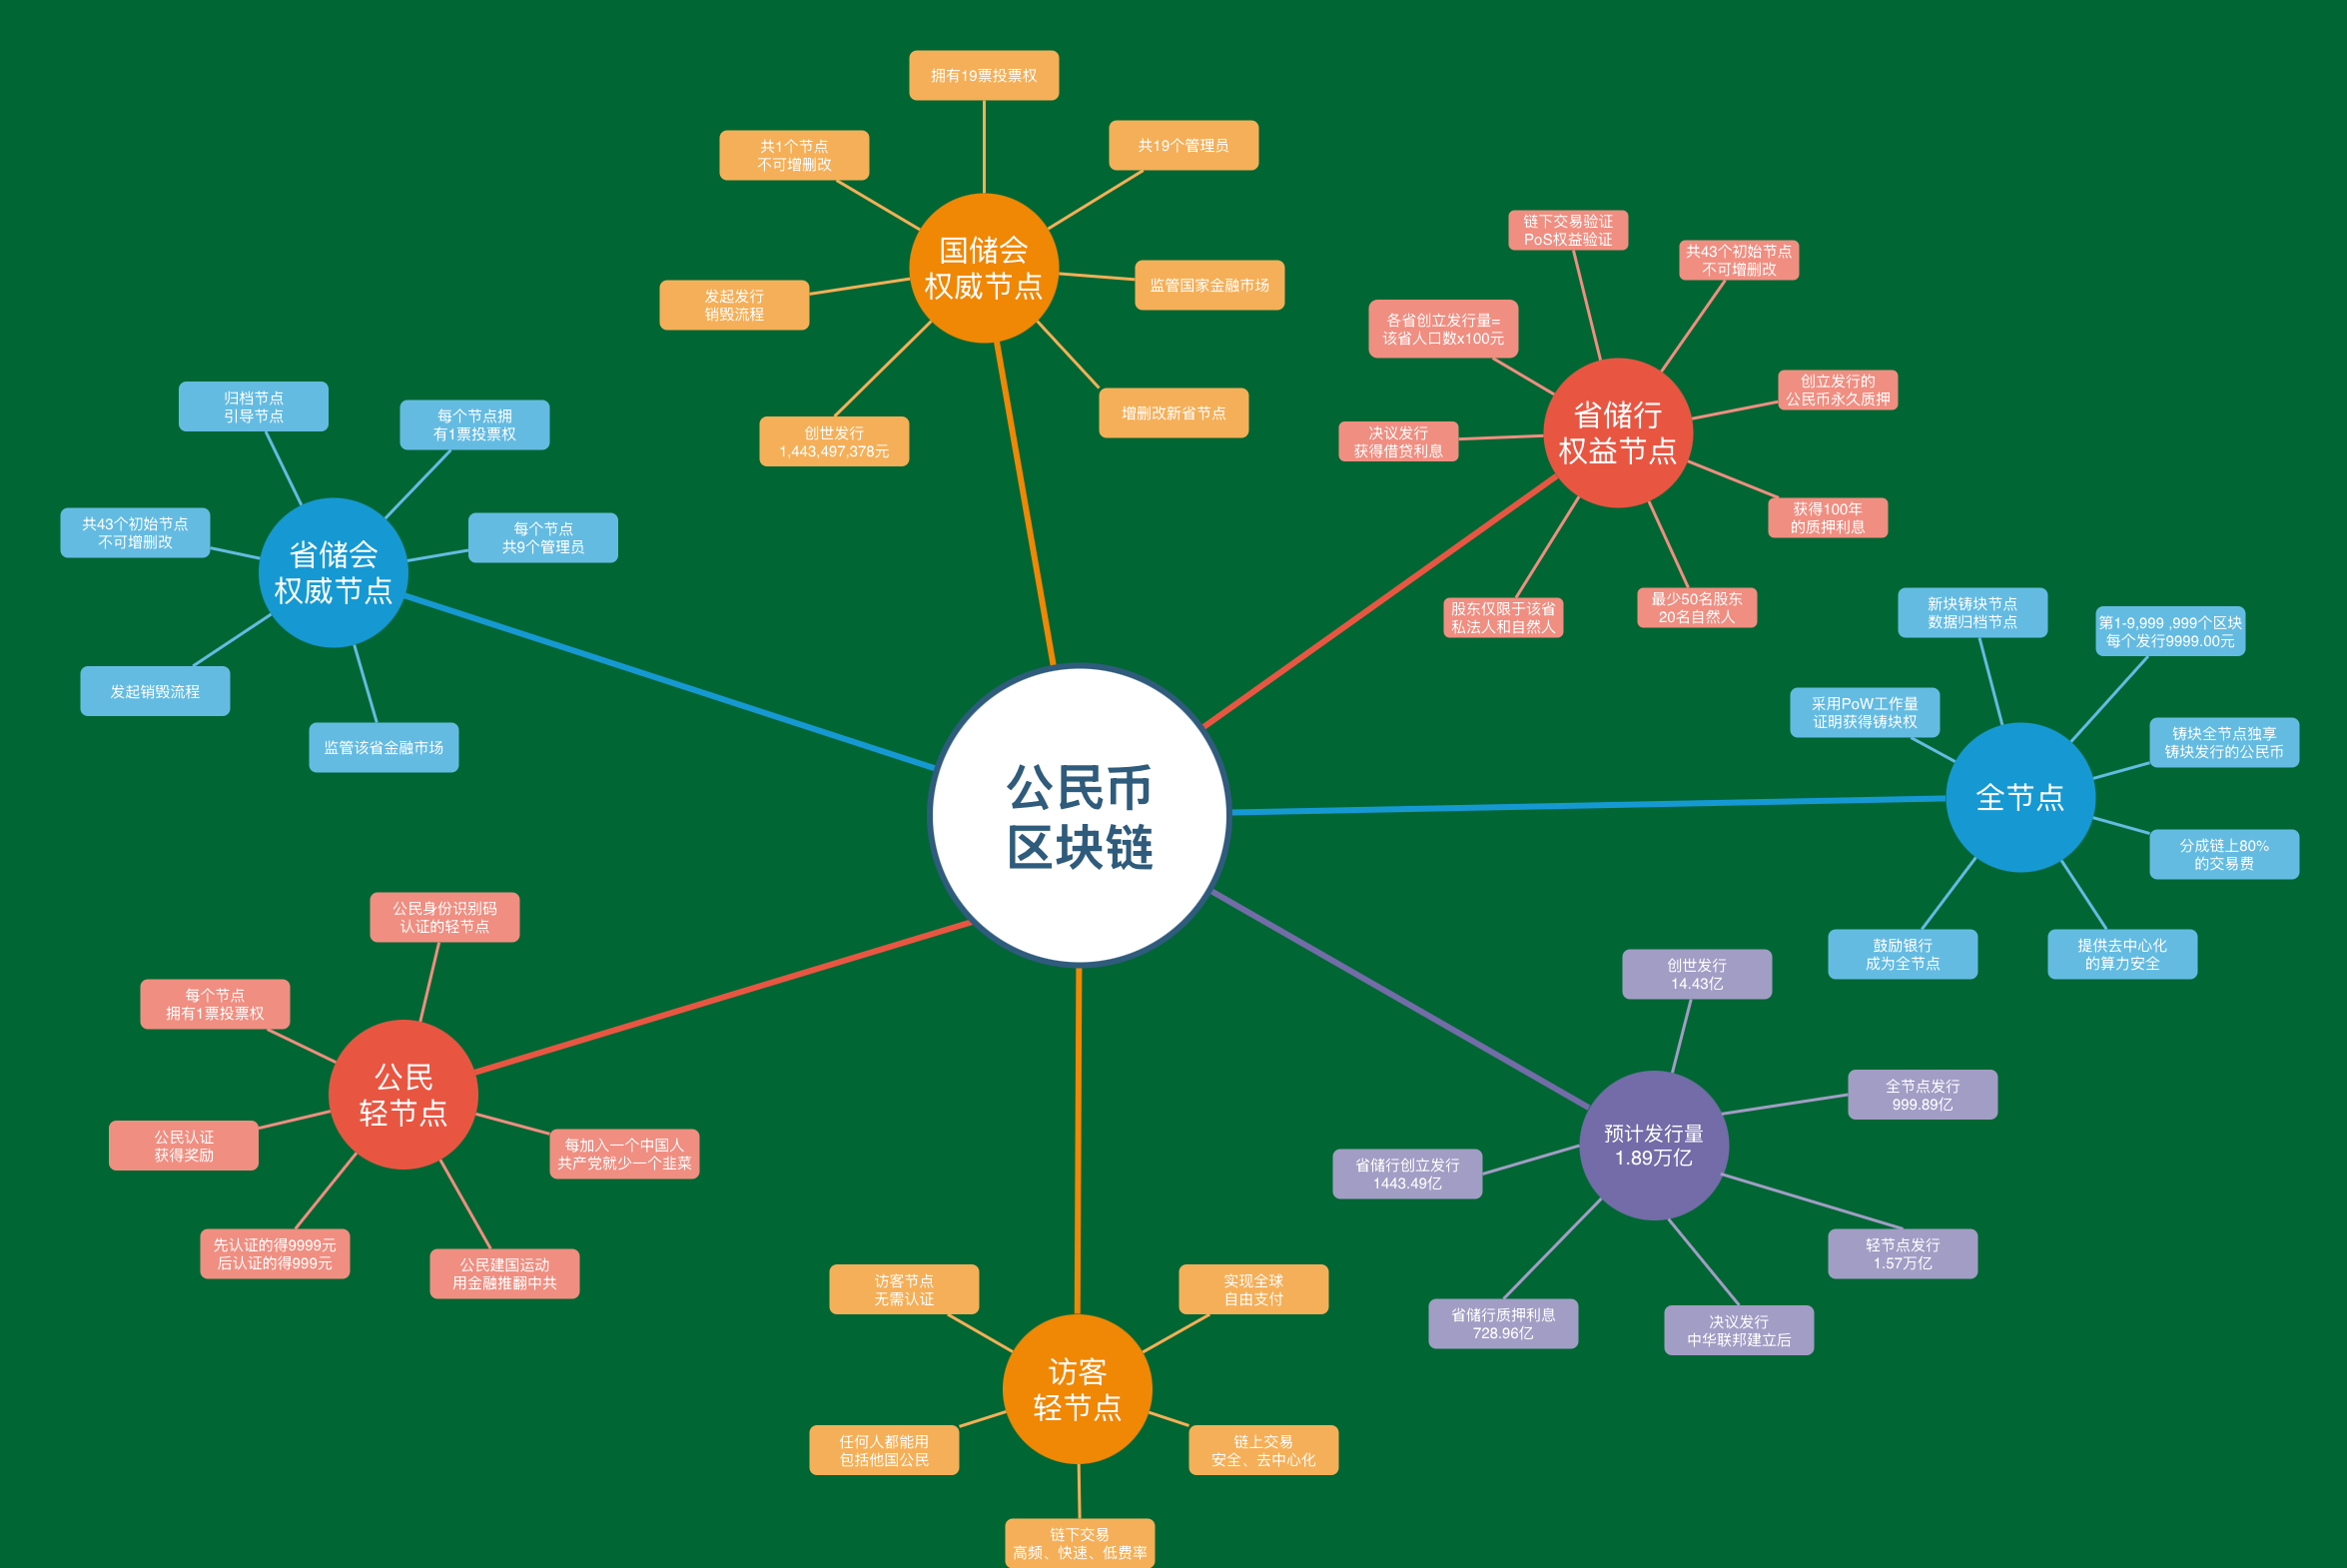 公民币
区块链
国储会
权威节点
拥有19票投票权
共1个节点
不可增删改
共19个管理员
发起发行
销毁流程
监管国家金融市场
创世发行
1,443,497,378元
增删改新省节点
省储行
权益节点
链下交易验证
PoS权益验证
共43个初始节点
不可增删改
各省创立发行量=
该省人口数x100元
创立发行的
公民币永久质押
决议发行
获得借贷利息
获得100年
的质押利息
股东仅限于该省
私法人和自然人
最少50名股东
20名自然人
省储会
权威节点
归档节点
引导节点
每个节点拥
有1票投票权
共43个初始节点
不可增删改
每个节点
共9个管理员
发起销毁流程
监管该省金融市场
全节点
新块铸块节点
数据归档节点
第1-9,999 ,999个区块
每个发行9999.00元
采用PoW工作量
证明获得铸块权
铸块全节点独享
铸块发行的公民币
分成链上80%
的交易费
鼓励银行
成为全节点
提供去中心化
的算力安全
公民
轻节点
公民身份识别码
认证的轻节点
每个节点
拥有1票投票权
公民认证
获得奖励
每加入一个中国人
共产党就少一个韭菜
先认证的得9999元
后认证的得999元
公民建国运动
用金融推翻中共
预计发行量
1.89万亿
创世发行
14.43亿
全节点发行
999.89亿
省储行创立发行
1443.49亿
轻节点发行
1.57万亿
省储行质押利息
728.96亿
决议发行
中华联邦建立后
访客
轻节点
访客节点
无需认证
实现全球
自由支付
任何人都能用
包括他国公民
链上交易
安全、去中心化
链下交易
高频、快速、低费率